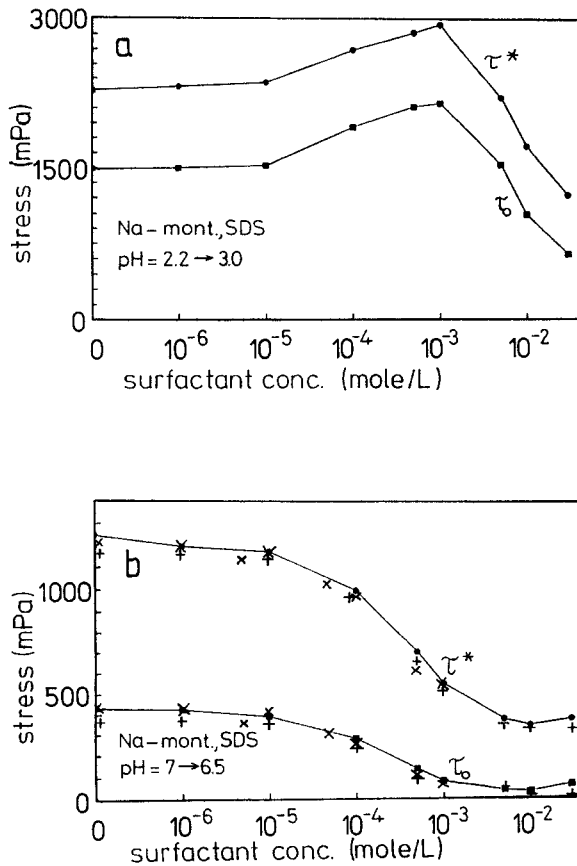 3000
a
τ*
stress (mPa)
1500
τ₀
Na-mont., SDS
pH = 2.2 → 3.0
0
0 10⁻⁶ 10⁻⁵ 10⁻⁴ 10⁻³ 10⁻²
surfactant conc. (mole/L)
b
1000
stress (mPa)
τ*
500
Na-mont., SDS
τ₀
pH = 7 → 6.5
0
0 10⁻⁶ 10⁻⁵ 10⁻⁴ 10⁻³ 10⁻²
surfactant conc. (mole/L)